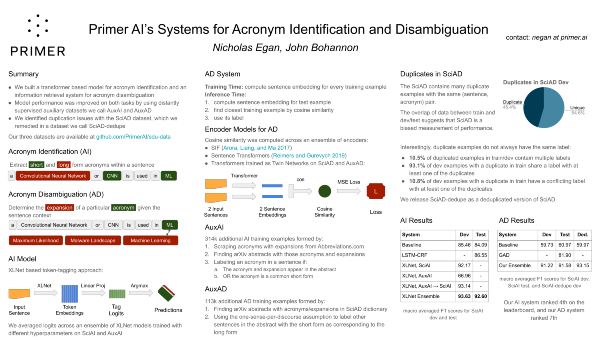 PRIMER
Primer AI's Systems for Acronym Identification and Disambiguation
Nicholas Egan, John Bohannon
contact: negan at primer.ai
Summary
We built a transformer based model for acronym identification and an
information retrieval system for acronym disambiguation
Model performance was improved on both tasks by using distantly
supervised auxiliary datasets we call AuxAI and AuxAD
We identified duplication issues with the SciAD dataset, which we
remedied in a dataset we call SciAD-dedupe
Our three datasets are available at github.com/PrimerAI/sdu-data
Acronym Identification (AI)
Extract short and long form acronyms within a sentence
a Convolutional Neural Network or CNN is used in ML
Acronym Disambiguation (AD)
Determine the expansion of a particular acronym given the
sentence context
a Convolutional Neural Network or CNN is used in ML
Maximum Likelihood Malware Landscape Machine Learning
AI Model
XLNet based token-tagging approach:
XLNet Linear Proj Argmax
Input
Sentence
Token
Embeddings
Tag
Logits
Predictions
We averaged logits across an ensemble of XLNet models trained with
different hyperparameters on SciAI and AuxAI
AD System
Training Time: compute sentence embedding for every training example
Inference Time:
1. compute sentence embedding for test example
2. find closest training example by cosine similarity
3. use its label
Encoder Models for AD
Cosine similarity was computed across an ensemble of encoders:
SIF (Arora, Liang, and Ma 2017)
Sentence Transformers (Reimers and Gurevych 2019)
Transformers trained as Twin Networks on SciAD and AuxAD:
Transformer cos MSE Loss
2 Input
Sentences
2 Sentence
Embeddings
Cosine
Similarity
L
Loss
AuxAI
314k additional AI training examples formed by:
1. Scraping acronyms with expansions from Abbreviations.com
2. Finding arXiv abstracts with those acronyms and expansions
3. Labeling an acronym in a sentence if:
a. The acronym and expansion appear in the abstract
b. OR the acronym is a common short form
AuxAD
113k additional AD training examples formed by:
1. Finding arXiv abstracts with acronyms/expansions in SciAD dictionary
2. Using the one-sense-per-discourse assumption to label other
sentences in the abstract with the short form as corresponding to the
long form
Duplicates in SciAD
The SciAD dataset contains many duplicate
examples with the same (sentence,
acronym) pair.
The overlap of data between train and
dev/test suggests that SciAD is a
biased measurement of performance.
Duplicates in SciAD Dev
Duplicate
Unique
Interestingly, duplicate examples do not always have the same label:
10.5% of duplicate examples in train/dev contain multiple labels
93.1% of dev examples with a duplicate in train share a label with at
least one of the duplicates
10.8% of dev examples with a duplicate in train have a conflicting label
with at least one of the duplicates
We release SciAD-dedupe as a deduplicated version of SciAD
AI Results
System Dev Test
Baseline 85.46 84.09
LSTM-CRF - 86.55
XLNet, SciAI 92.17 -
XLNet, AuxAI 66.96 -
XLNet, AuxAI → SciAI 93.14 -
XLNet Ensemble 93.63 92.60
macro averaged F1 scores for SciAI
dev and test
AD Results
System Dev Test Ded.
Baseline 59.73 60.97 59.97
GAD - 81.90 -
Our Ensemble 91.22 91.58 93.15
macro averaged F1 scores for SciAD dev,
SciAD test, and SciAD-dedupe dev
Our AI system ranked 4th on the
leaderboard, and our AD system
ranked 7th